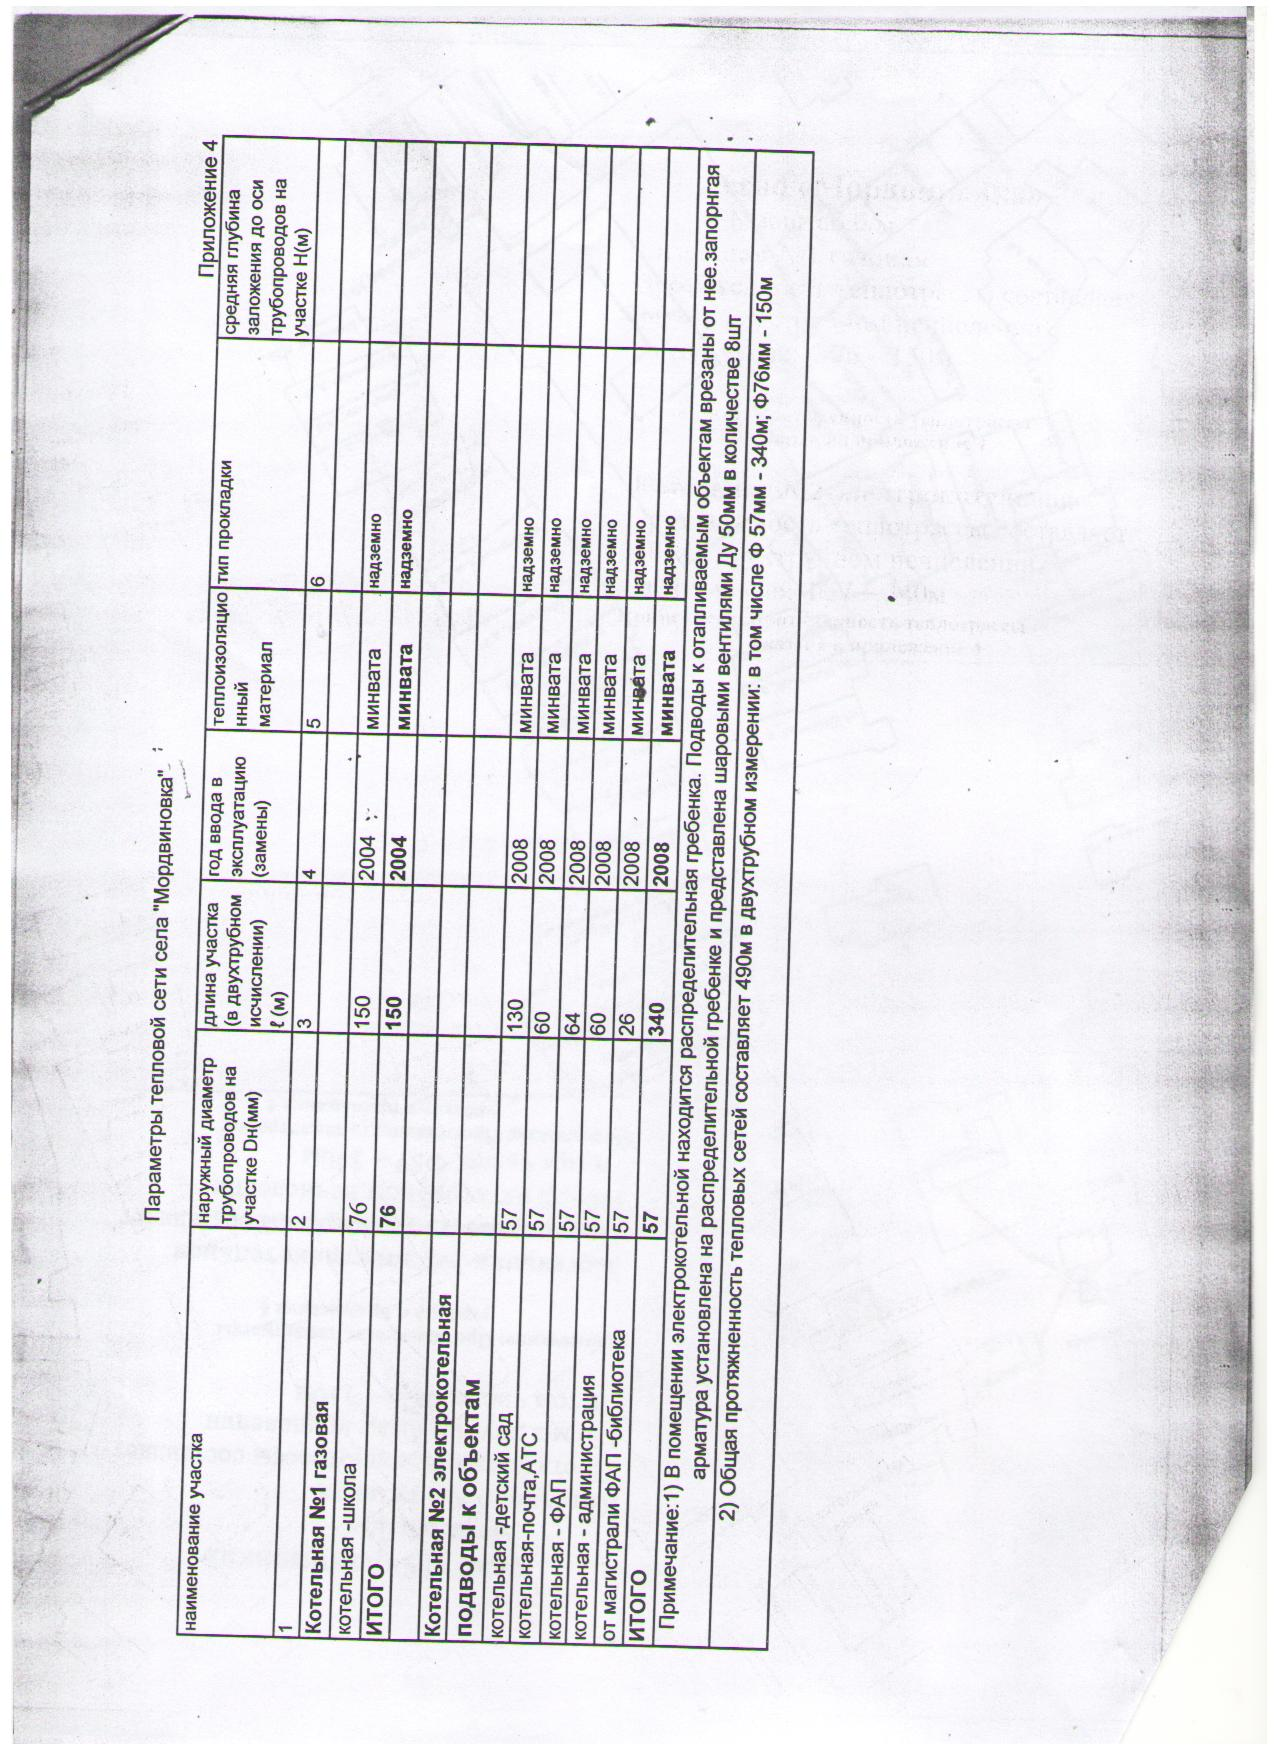 Приложение 4
Параметры тепловой сети села "Мордвиновка"
наименование участка
наружный диаметр
трубопроводов на
участке Dн(мм)
длина участка
(в двухтрубном
исчислении)
ℓ (м)
год ввода в
эксплуатацию
(замены)
теплоизоляцио
нный
материал
тип прокладки
средняя глубина
заложения до оси
трубопроводов на
участке Н(м)
1 2 3 4 5 6
Котельная №1 газовая
котельная -школа 76 150 2004 минвата надземно
ИТОГО 76 150 2004 минвата надземно
Котельная №2 электрокотельная
подводы к объектам
котельная -детский сад 57 130 2008 минвата надземно
котельная-почта,АТС 57 60 2008 минвата надземно
котельная - ФАП 57 64 2008 минвата надземно
котельная - администрация 57 60 2008 минвата надземно
от магистрали ФАП -библиотека 57 26 2008 минвата надземно
ИТОГО 57 340 2008 минвата надземно
Примечание:1) В помещении электрокотельной находится распределительная гребенка. Подводы к отапливаемым объектам врезаны от нее.запорнгая
арматура установлена на распределительной гребенке и представлена шаровыми вентилями Ду 50мм в количестве 8шт
2) Общая протяженность тепловых сетей составляет 490м в двухтрубном измерении: в том числе Ф 57мм - 340м; Ф76мм - 150м